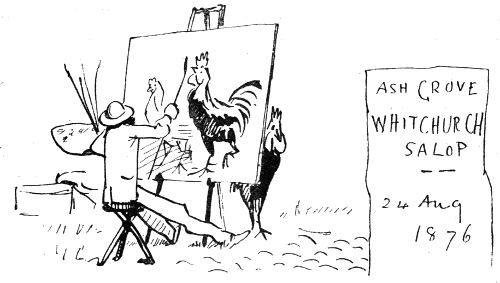 ASH GROVE
WHITCHURCH
SALOP
24 Aug
1876